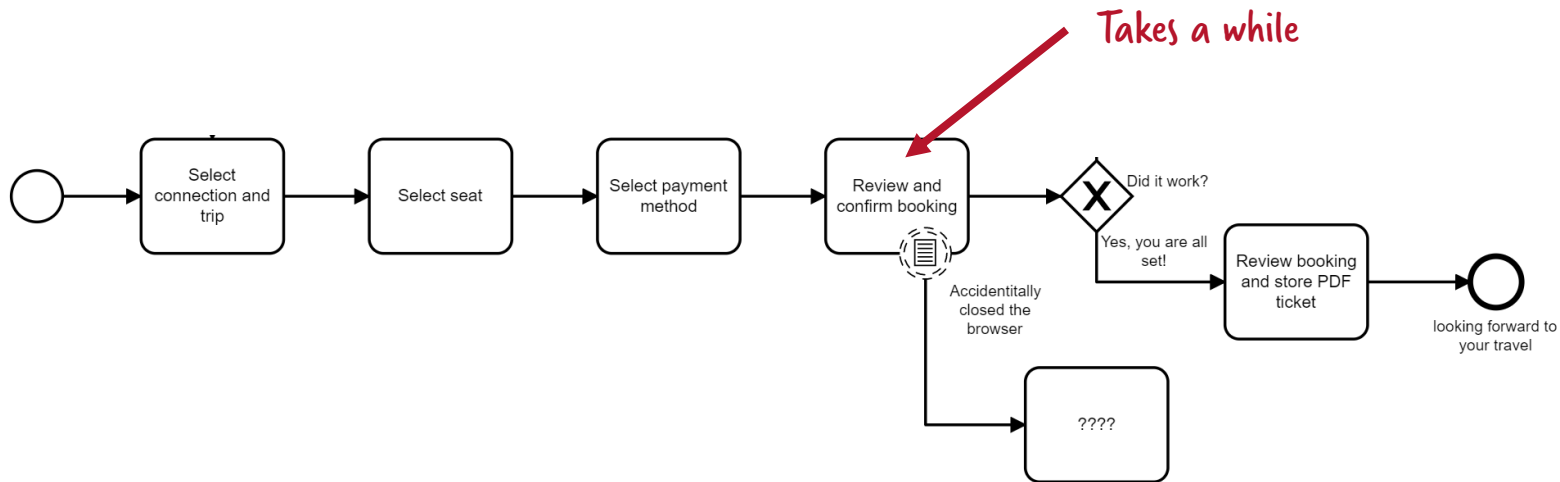 Takes a while
Select
connection and
trip
Select seat
Select payment
method
Review and
confirm booking
Did it work?
Yes, you are all
set!
Accidentitally
closed the
browser
Review booking
and store PDF
ticket
looking forward to
your travel
????